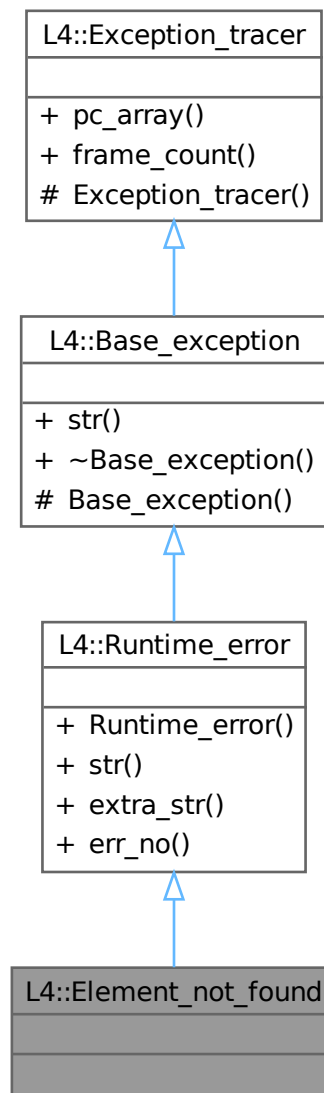 L4::Exception_tracer
+ pc_array()
+ frame_count()
# Exception_tracer()
L4::Base_exception
+ str()
+ ~Base_exception()
# Base_exception()
L4::Runtime_error
+ Runtime_error()
+ str()
+ extra_str()
+ err_no()
L4::Element_not_found